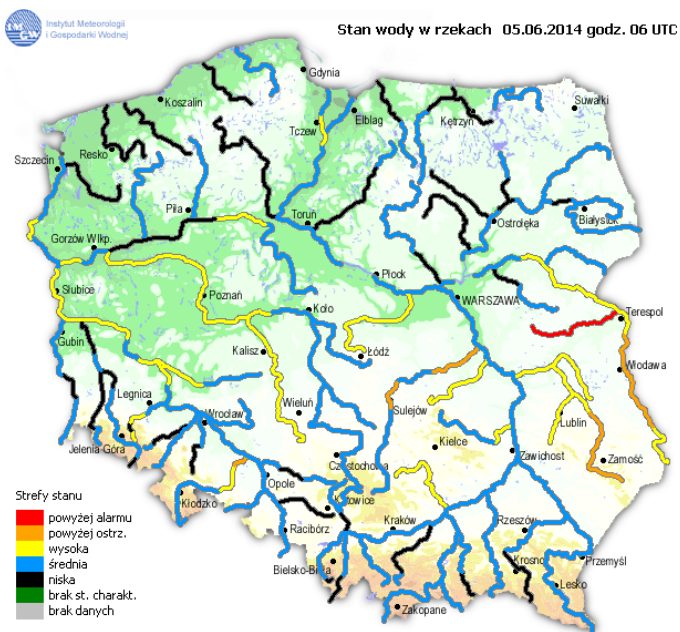 IMGW
Instytut Meteorologii
i Gospodarki Wodnej
Stan wody w rzekach 05.06.2014 godz. 06 UTC
Gdynia
Koszalin
Suwałki
Tczew
Elbląg
Kętrzyn
Resko
Szczecin
Piła
Toruń
Ostrołęka
Białystok
Gorzów Wlkp.
Płock
Słubice
Poznań
Koło
WARSZAWA
Terespol
Gubin
Kalisz
Łódź
Włodawa
Legnica
Wieluń
Sulejów
Wrocław
Lublin
Jelenia Góra
Kielce
Częstochowa
Zawichost
Zamość
Opole
Kłodzko
Katowice
Racibórz
Kraków
Rzeszów
Bielsko-Biała
Krosno
Przemyśl
Lesko
Zakopane
Strefy stanu
powyżej alarmu
powyżej ostrz.
wysoka
średnia
niska
brak st. charakt.
brak danych